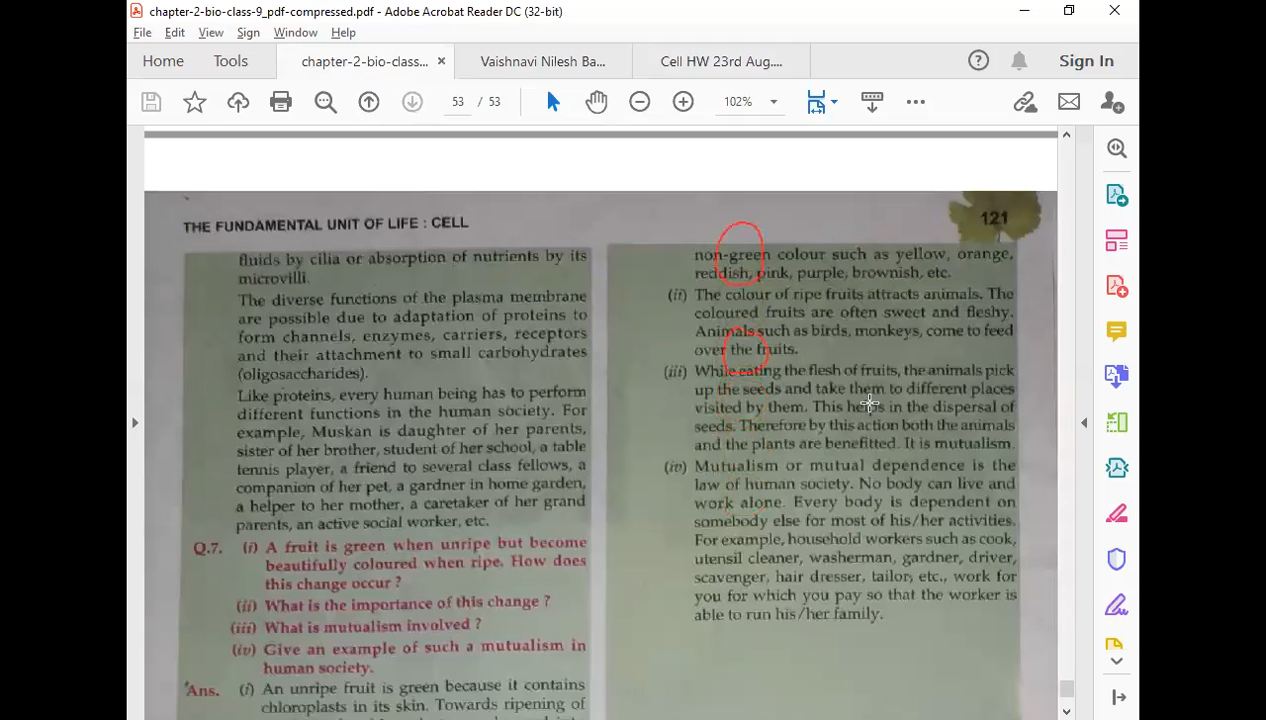 chapter-2-bio-class-9_pdf-compressed.pdf - Adobe Acrobat Reader DC (32-bit)
File Edit View Sign Window Help
Home Tools chapter-2-bio-class... × Vaishnavi Nilesh Ba... Cell HW 23rd Aug.... Sign In
53 / 53 102%
THE FUNDAMENTAL UNIT OF LIFE : CELL
121
fluids by cilia or absorption of nutrients by its
microvilli.
The diverse functions of the plasma membrane
are possible due to adaptation of proteins to
form channels, enzymes, carriers, receptors
and their attachment to small carbohydrates
(oligosaccharides).
Like proteins, every human being has to perform
different functions in the human society. For
example, Muskan is daughter of her parents,
sister of her brother, student of her school, a table
tennis player, a friend to several class fellows, a
companion of her pet, a gardner in home garden,
a helper to her mother, a caretaker of her grand
parents, an active social worker, etc.
Q.7. (i) A fruit is green when unripe but become
beautifully coloured when ripe. How does
this change occur ?
(ii) What is the importance of this change ?
(iii) What is mutualism involved ?
(iv) Give an example of such a mutualism in
human society.
Ans. (i) An unripe fruit is green because it contains
chloroplasts in its skin. Towards ripening of
non-green colour such as yellow, orange,
reddish, pink, purple, brownish, etc.
(ii) The colour of ripe fruits attracts animals. The
coloured fruits are often sweet and fleshy.
Animals such as birds, monkeys, come to feed
over the fruits.
(iii) While eating the flesh of fruits, the animals pick
up the seeds and take them to different places
visited by them. This helps in the dispersal of
seeds. Therefore by this action both the animals
and the plants are benefitted. It is mutualism.
(iv) Mutualism or mutual dependence is the
law of human society. No body can live and
work alone. Every body is dependent on
somebody else for most of his/her activities.
For example, household workers such as cook,
utensil cleaner, washerman, gardner, driver,
scavenger, hair dresser, tailor, etc., work for
you for which you pay so that the worker is
able to run his/her family.